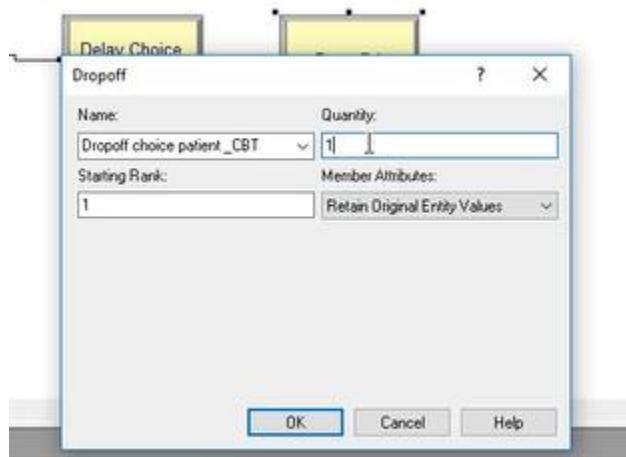 Delay Choice
Dropoff
Name:
Quantity:
Dropoff choice patient _CBT
1
Starting Rank:
Member Attributes:
1
Retain Original Entity Values
OK
Cancel
Help